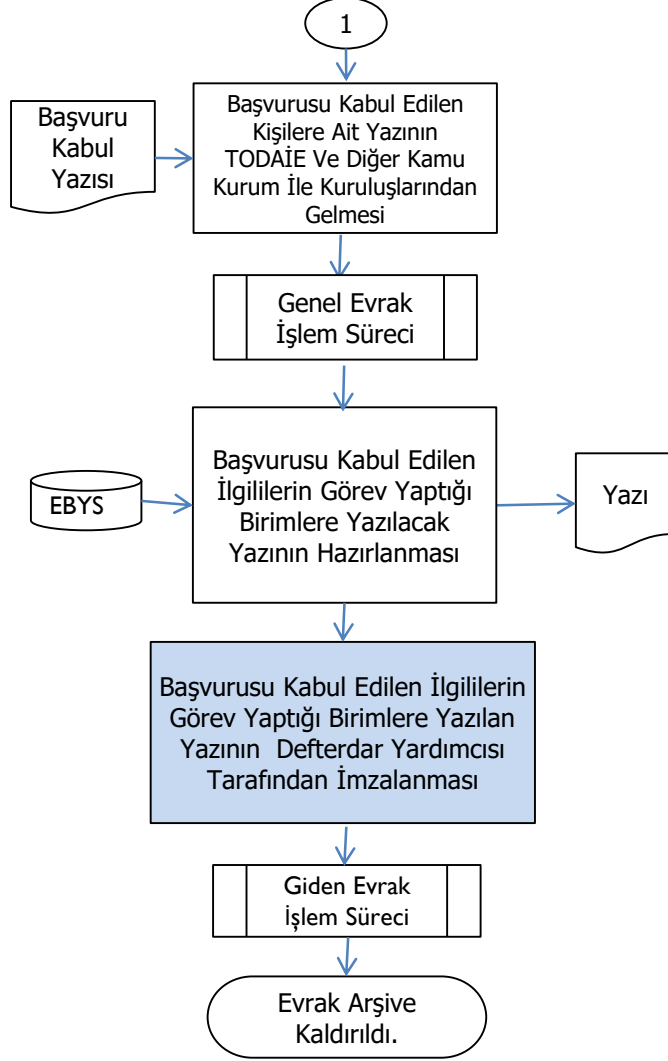 1
Başvuru
Kabul
Yazısı
Başvurusu Kabul Edilen
Kişilere Ait Yazının
TODAİE Ve Diğer Kamu
Kurum İle Kuruluşlarından
Gelmesi
Genel Evrak
İşlem Süreci
EBYS
Başvurusu Kabul Edilen
İlgililerin Görev Yaptığı
Birimlere Yazılacak
Yazının Hazırlanması
Yazı
Başvurusu Kabul Edilen İlgililerin
Görev Yaptığı Birimlere Yazılan
Yazının Defterdar Yardımcısı
Tarafından İmzalanması
Giden Evrak
İşlem Süreci
Evrak Arşive
Kaldırıldı.